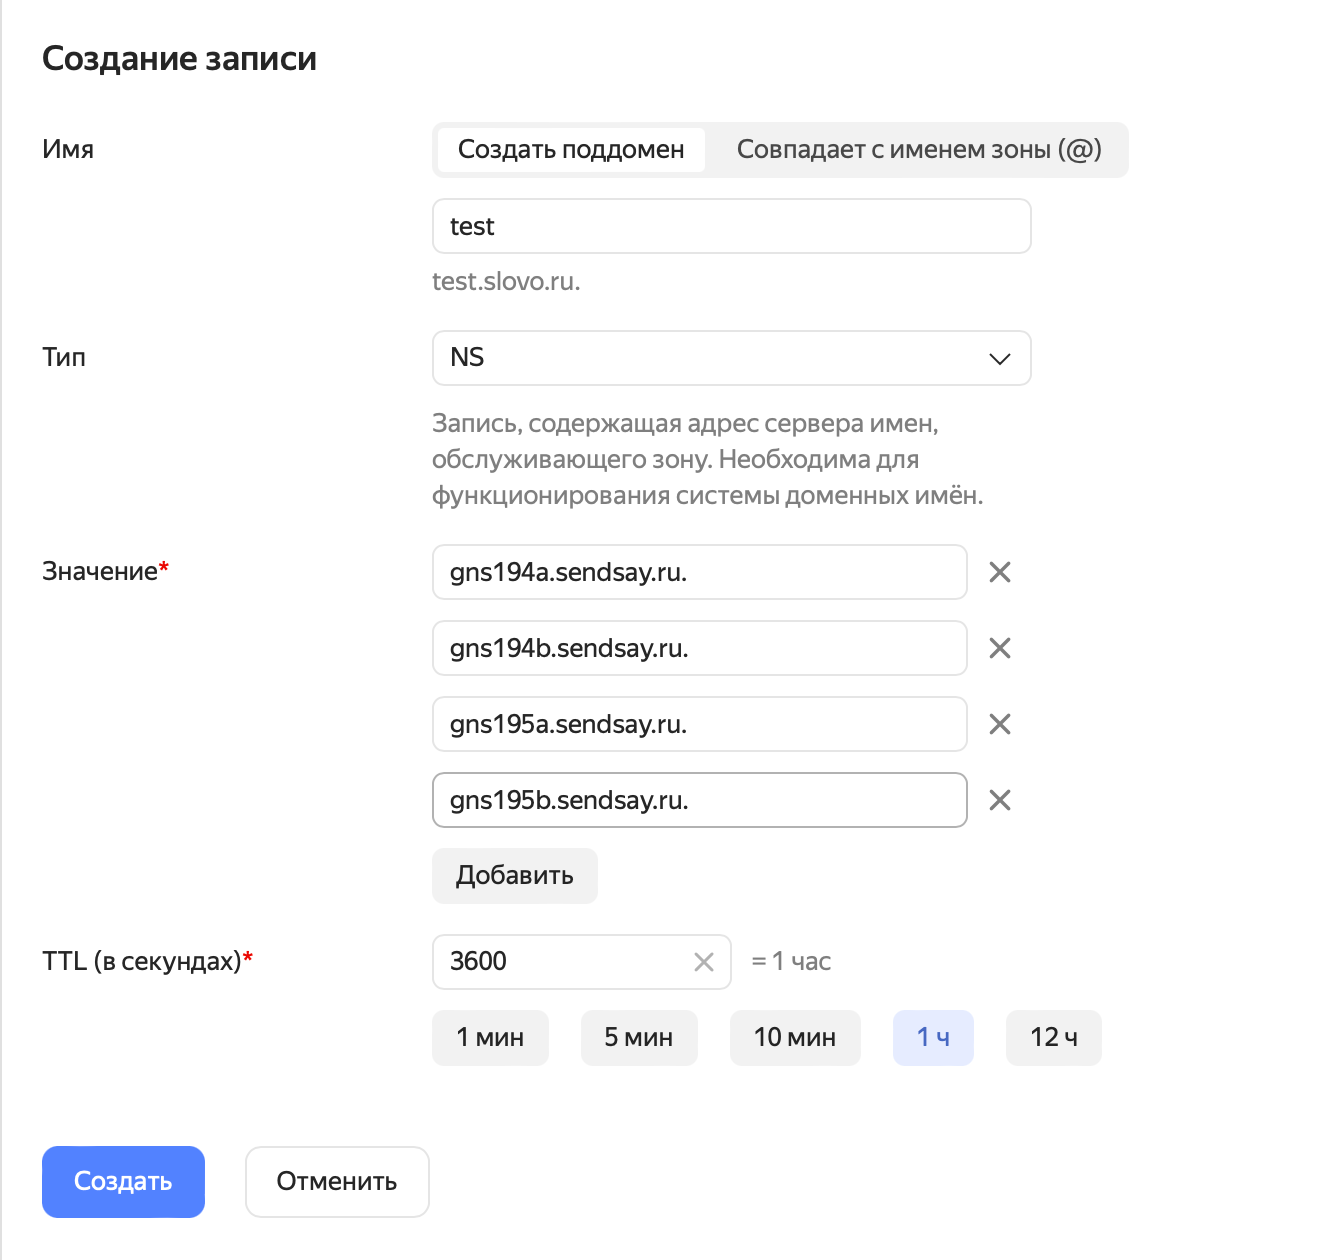 Создание записи
Имя
Создать поддомен
Совпадает с именем зоны (@)
test
test.slovo.ru.
Тип
NS
Запись, содержащая адрес сервера имен,
обслуживающего зону. Необходима для
функционирования системы доменных имён.
Значение*
gns194a.sendsay.ru.
gns194b.sendsay.ru.
gns195a.sendsay.ru.
gns195b.sendsay.ru.
Добавить
TTL (в секундах)*
3600
= 1 час
1 мин
5 мин
10 мин
1 ч
12 ч
Создать
Отменить